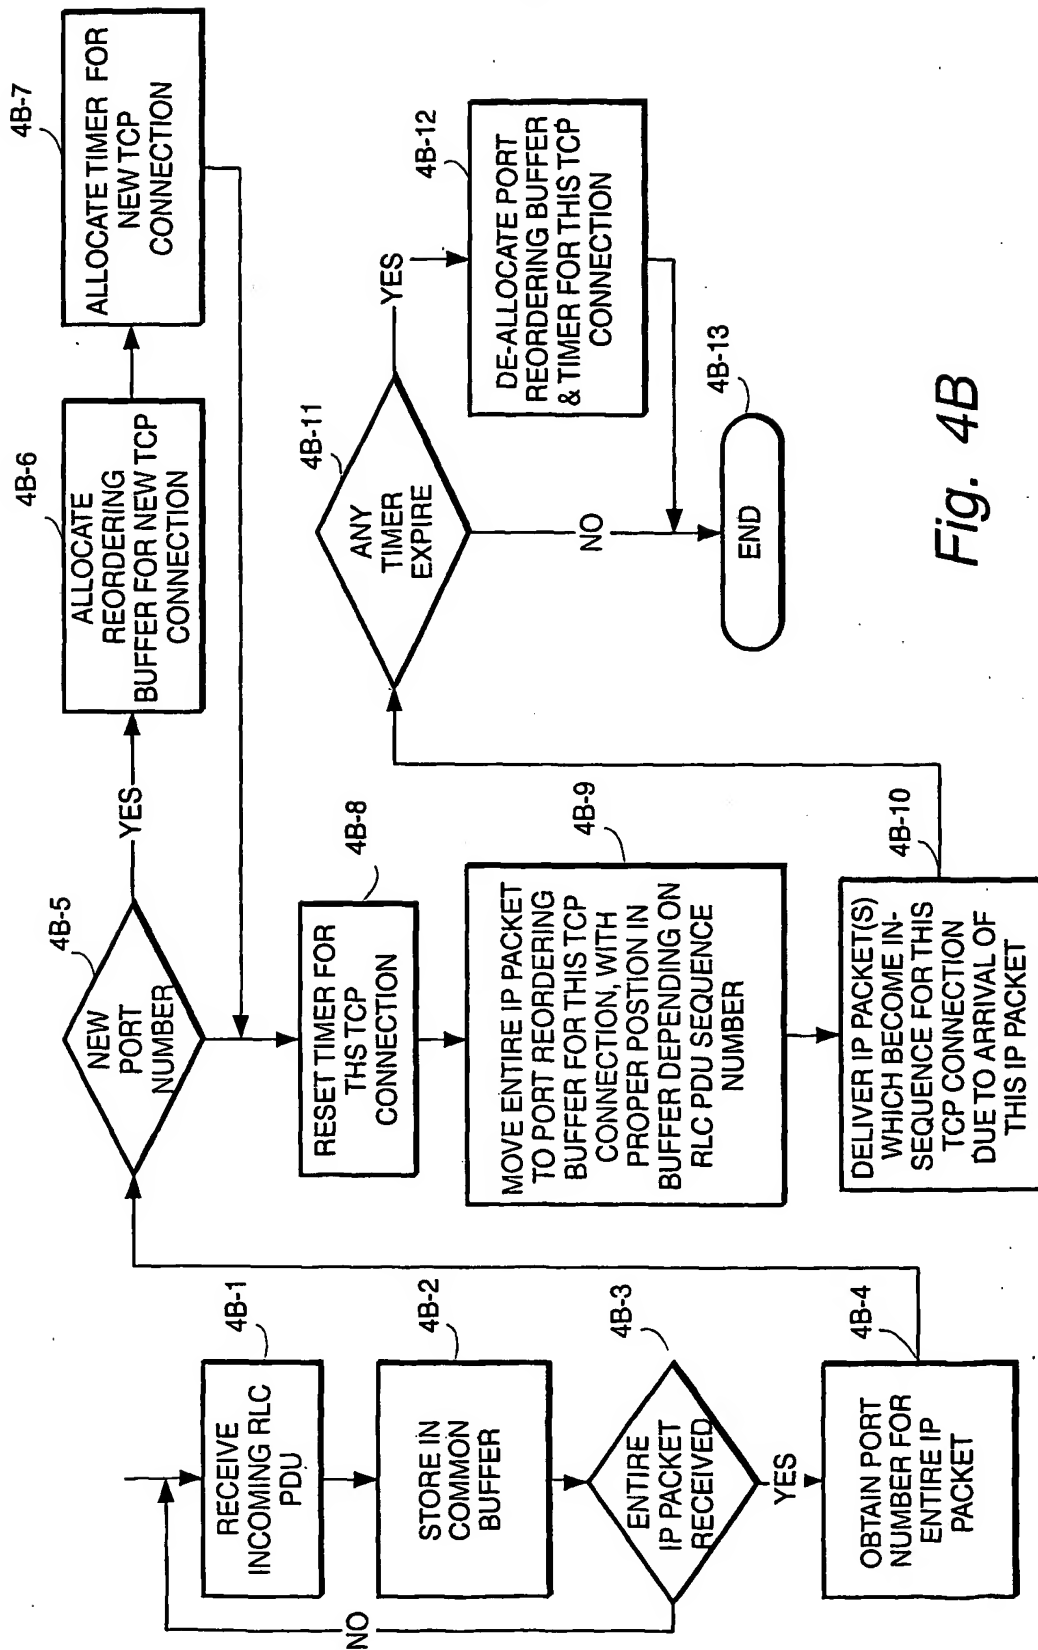 4B-1
RECEIVE
INCOMING RLC
PDU
4B-2
STORE IN
COMMON
BUFFER
4B-3
ENTIRE
IP PACKET
RECEIVED
NO
YES
4B-4
OBTAIN PORT
NUMBER FOR
ENTIRE IP
PACKET
4B-5
NEW
PORT
NUMBER
YES
4B-6
ALLOCATE
REORDERING
BUFFER FOR NEW TCP
CONNECTION
4B-7
ALLOCATE TIMER FOR
NEW TCP
CONNECTION
4B-8
RESET TIMER FOR
THS TCP
CONNECTION
4B-9
MOVE ENTIRE IP PACKET
TO PORT REORDERING
BUFFER FOR THIS TCP
CONNECTION, WITH
PROPER POSTION IN
BUFFER DEPENDING ON
RLC PDU SEQUENCE
NUMBER
4B-10
DELIVER IP PACKET(S)
WHICH BECOME IN-
SEQUENCE FOR THIS
TCP CONNECTION
DUE TO ARRIVAL OF
THIS IP PACKET
4B-11
ANY
TIMER
EXPIRE
YES
NO
4B-12
DE-ALLOCATE PORT
REORDERING BUFFER
& TIMER FOR THIS TCP
CONNECTION
4B-13
END
Fig. 4B